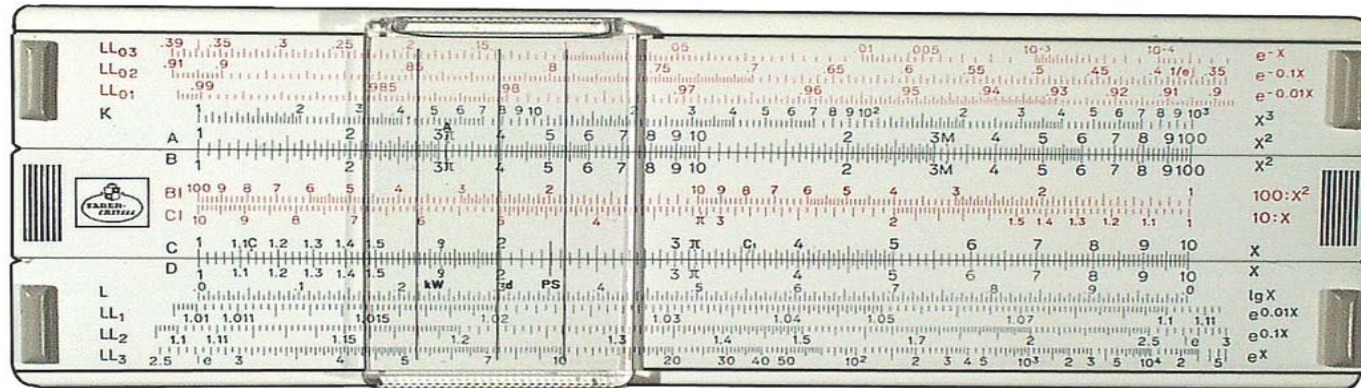 LL03 .39 .35 .3 .25 2 15 05 01 0.05 10-3 10-4 e-x
LL02 .91 .9 .85 8 .75 .7 .65 .6 .55 .5 .45 .4 1/e .35 e-0.1x
LL01 .99 .985 .98 .97 .96 .95 .94 .93 .92 .91 .9 e-0.01x
K 1 2 3 4 5 6 7 8 9 10 2 3 4 5 6 7 8 9 10² 2 3 4 5 6 7 8 9 10³ x³
A 1 2 3 π 4 5 6 7 8 9 10 2 3M 4 5 6 7 8 9 100 x²
B 1 2 3 π 4 5 6 7 8 9 10 2 3M 4 5 6 7 8 9 100 x²
BI 100 9 8 7 6 5 4 3 2 10 9 8 7 6 5 4 3 2 1 100:x²
CI 10 9 8 7 6 5 4 π 3 2 1.5 1.4 1.3 1.2 1.1 1 10:x
FABER-CASTELL
C 1 1.1 C 1.2 1.3 1.4 1.5 9 2 3 π C1 4 5 6 7 8 9 10 X
D 1 1.1 1.2 1.3 1.4 1.5 9 2 3 π 4 5 6 7 8 9 10 X
kW d PS
L .0 .1 2 3 4 5 6 7 8 9 0 lg X
LL1 1.01 1.011 1.015 1.02 1.03 1.04 1.05 1.07 1.1 1.11 e0.01x
LL2 1.1 1.11 1.15 1.2 1.3 1.4 1.5 1.7 2 2.5 e 3 e0.1x
LL3 2.5 e 3 4 5 7 10 20 30 40 50 10² 2 3 4 5 10³ 2 3 5 10⁴ 2 5 ex